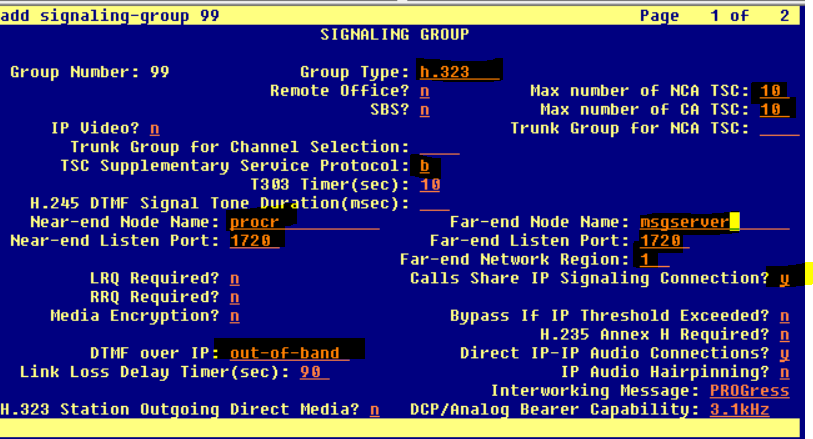 add signaling-group 99 Page 1 of 2
SIGNALING GROUP
Group Number: 99 Group Type: h.323
Remote Office? n Max number of NCA TSC: 10
SBS? n Max number of CA TSC: 10
IP Video? n Trunk Group for NCA TSC:
Trunk Group for Channel Selection:
TSC Supplementary Service Protocol: b
T303 Timer(sec): 10
H.245 DTMF Signal Tone Duration(msec):
Near-end Node Name: procr Far-end Node Name: msgserver
Near-end Listen Port: 1720 Far-end Listen Port: 1720
Far-end Network Region: 1
LRQ Required? n Calls Share IP Signaling Connection? y
RRQ Required? n
Media Encryption? n Bypass If IP Threshold Exceeded? n
H.235 Annex H Required? n
DTMF over IP: out-of-band Direct IP-IP Audio Connections? y
Link Loss Delay Timer(sec): 90 IP Audio Hairpinning? n
Interworking Message: PROGress
H.323 Station Outgoing Direct Media? n DCP/Analog Bearer Capability: 3.1kHz